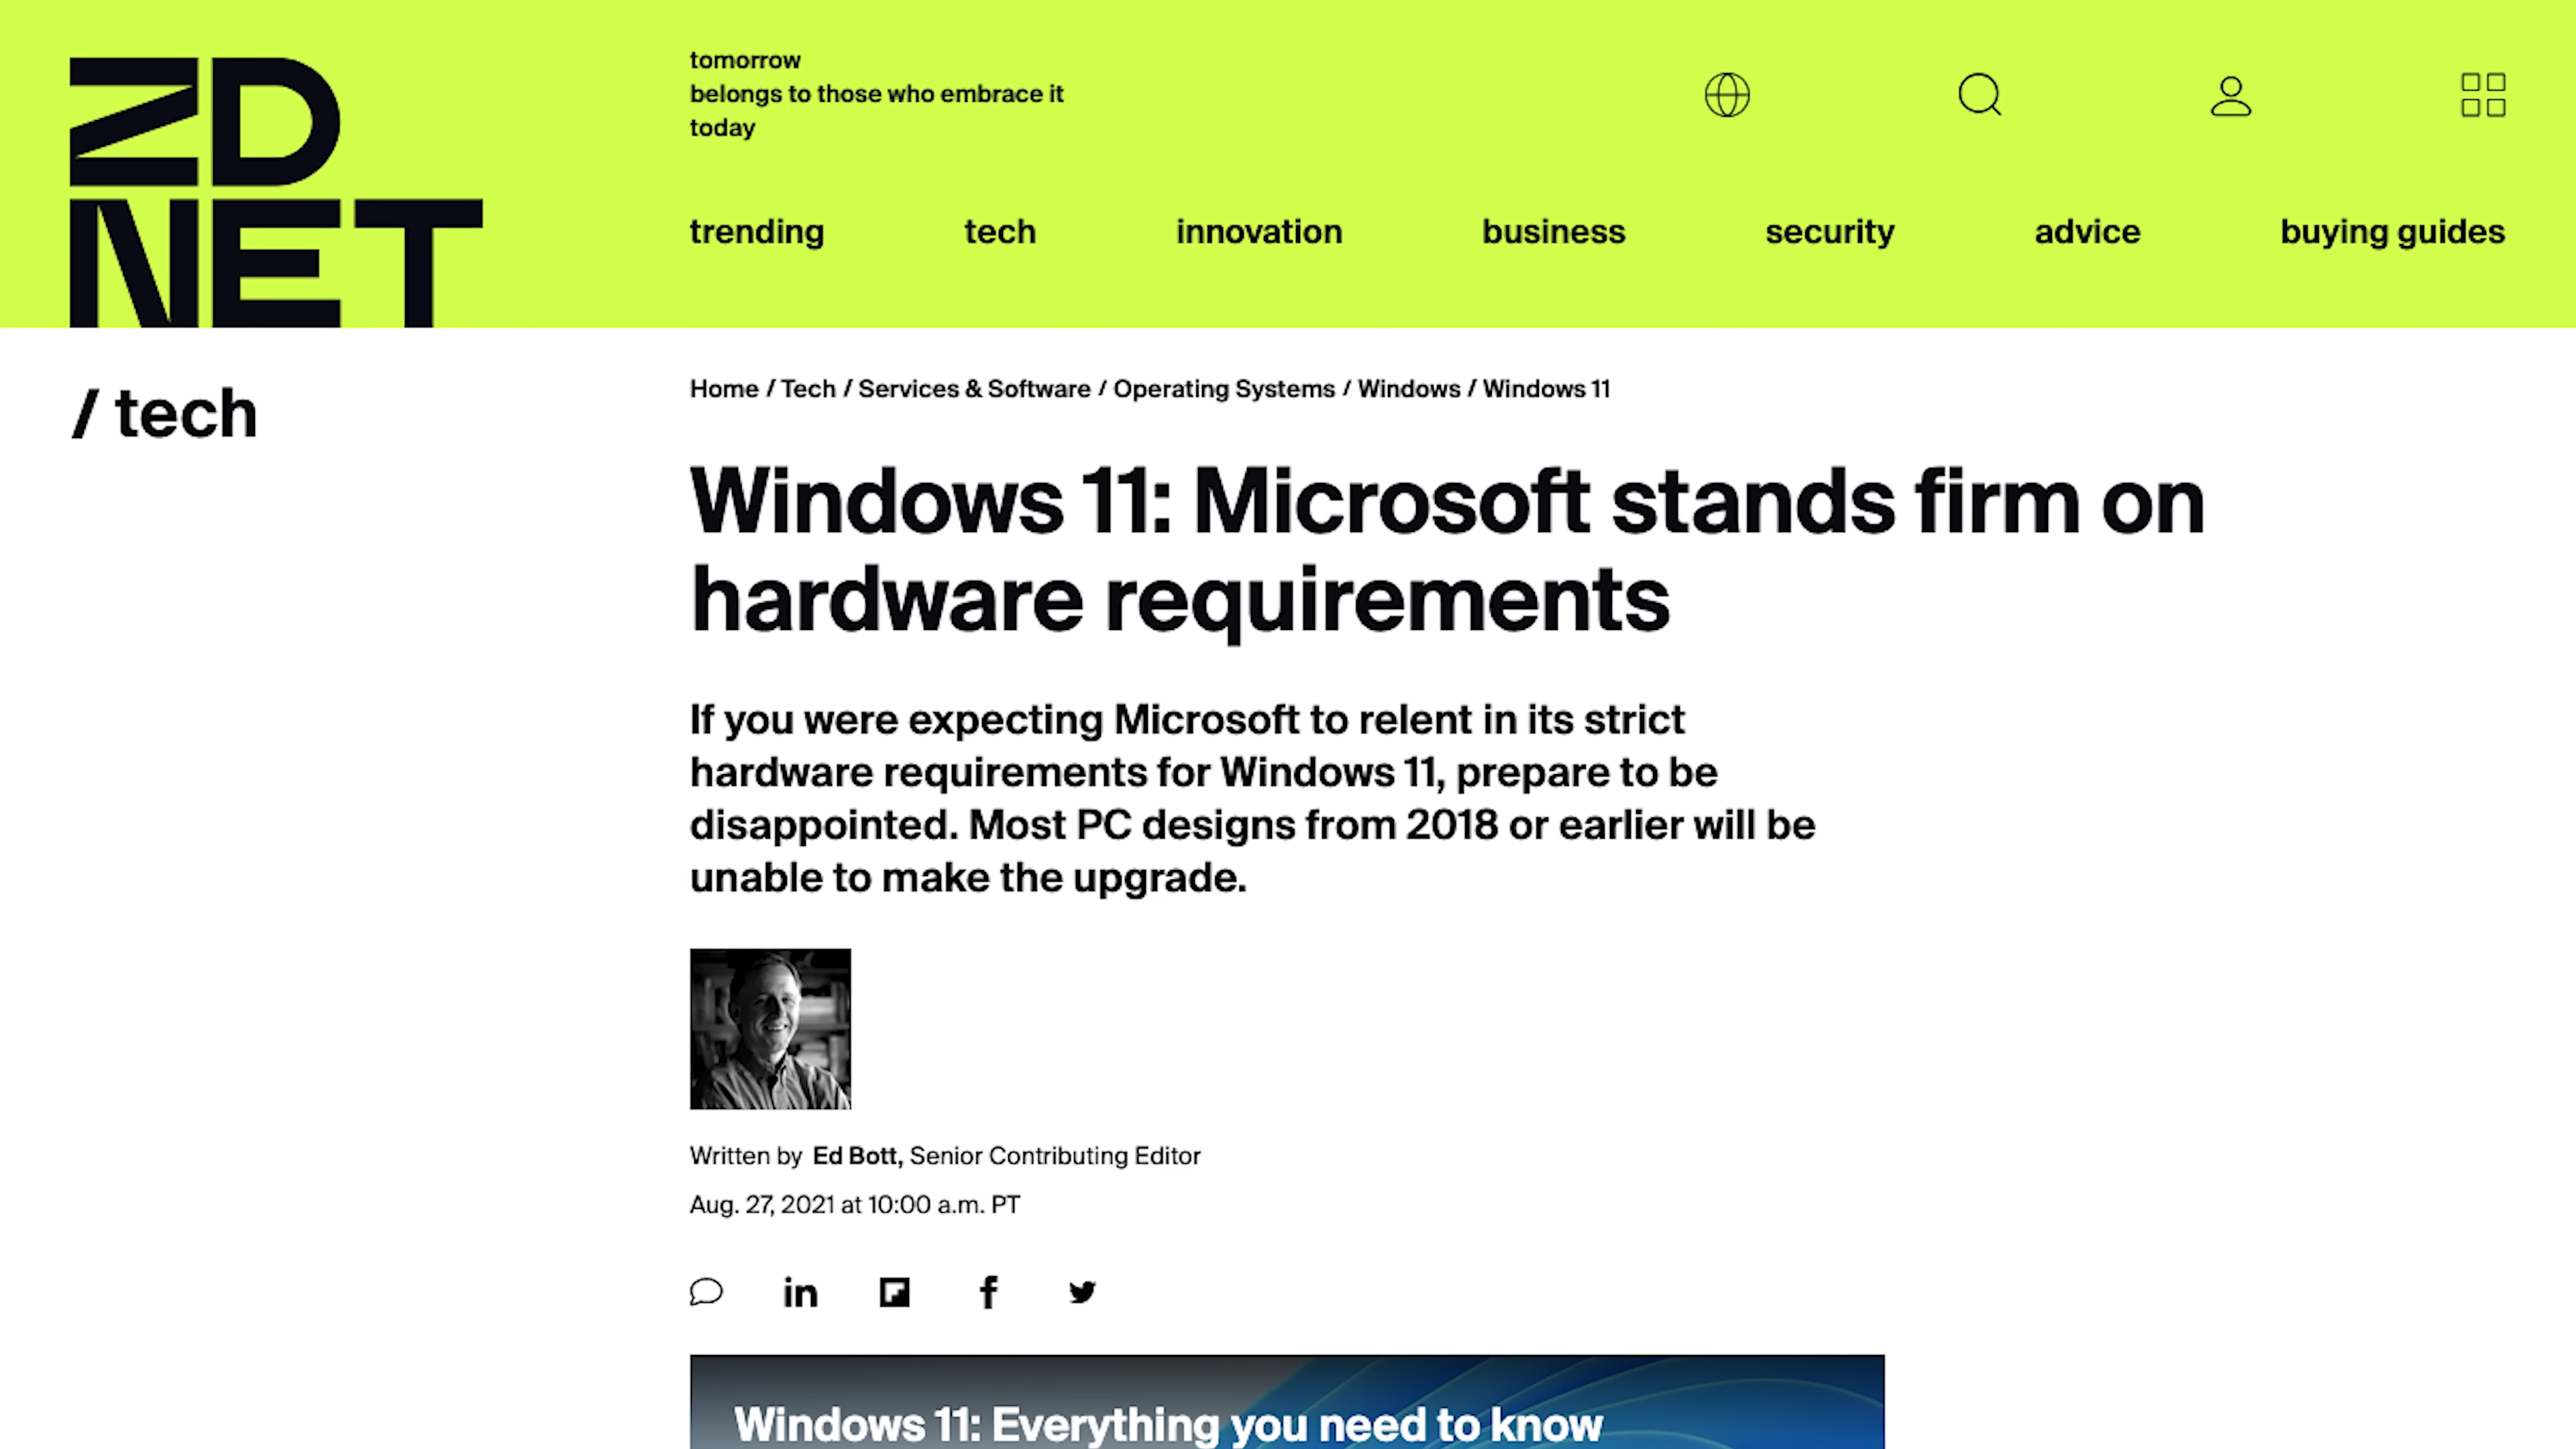 ZD
NET
tomorrow
belongs to those who embrace it
today
trending tech innovation business security advice buying guides
/ tech
Home / Tech / Services & Software / Operating Systems / Windows / Windows 11
Windows 11: Microsoft stands firm on
hardware requirements
If you were expecting Microsoft to relent in its strict
hardware requirements for Windows 11, prepare to be
disappointed. Most PC designs from 2018 or earlier will be
unable to make the upgrade.
Written by Ed Bott, Senior Contributing Editor
Aug. 27, 2021 at 10:00 a.m. PT
in f
Windows 11: Everything you need to know